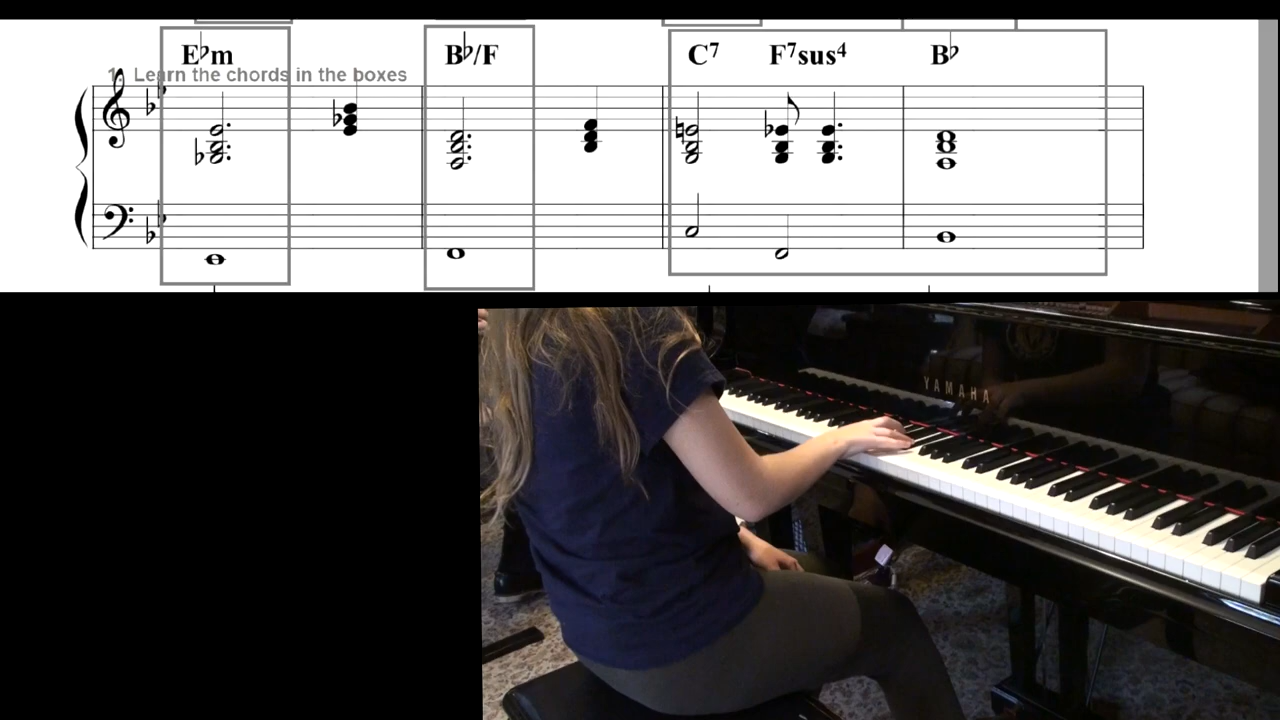 E♭m B♭/F C7 F7sus4 B♭
1. Learn the chords in the boxes
YAMAHA